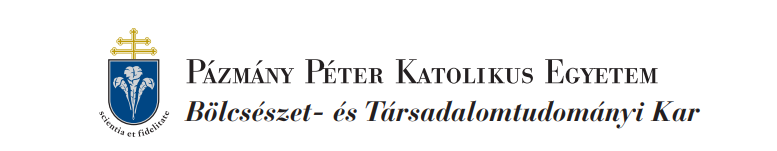 Pázmány Péter Katolikus Egyetem
Bölcsészet- és Társadalomtudományi Kar
scientia et fidelitate